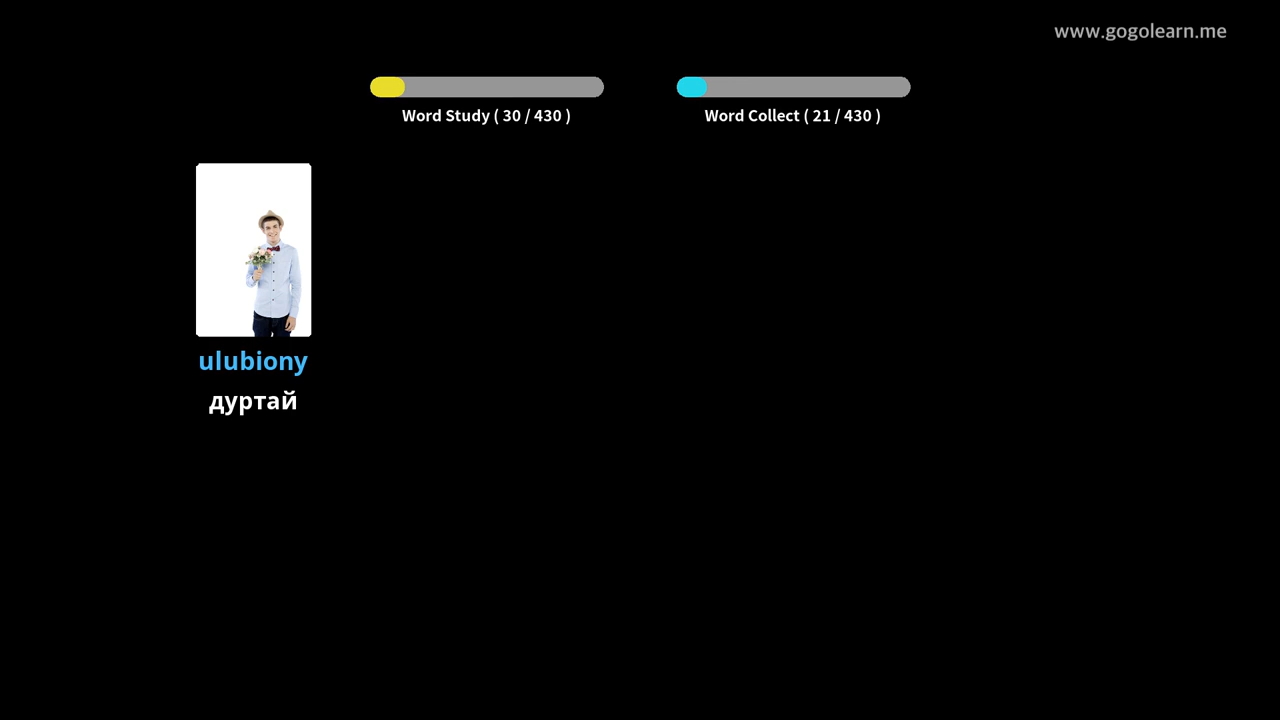 www.gogolearn.me
Word Study ( 30 / 430 )
Word Collect ( 21 / 430 )
ulubiony
дуртай